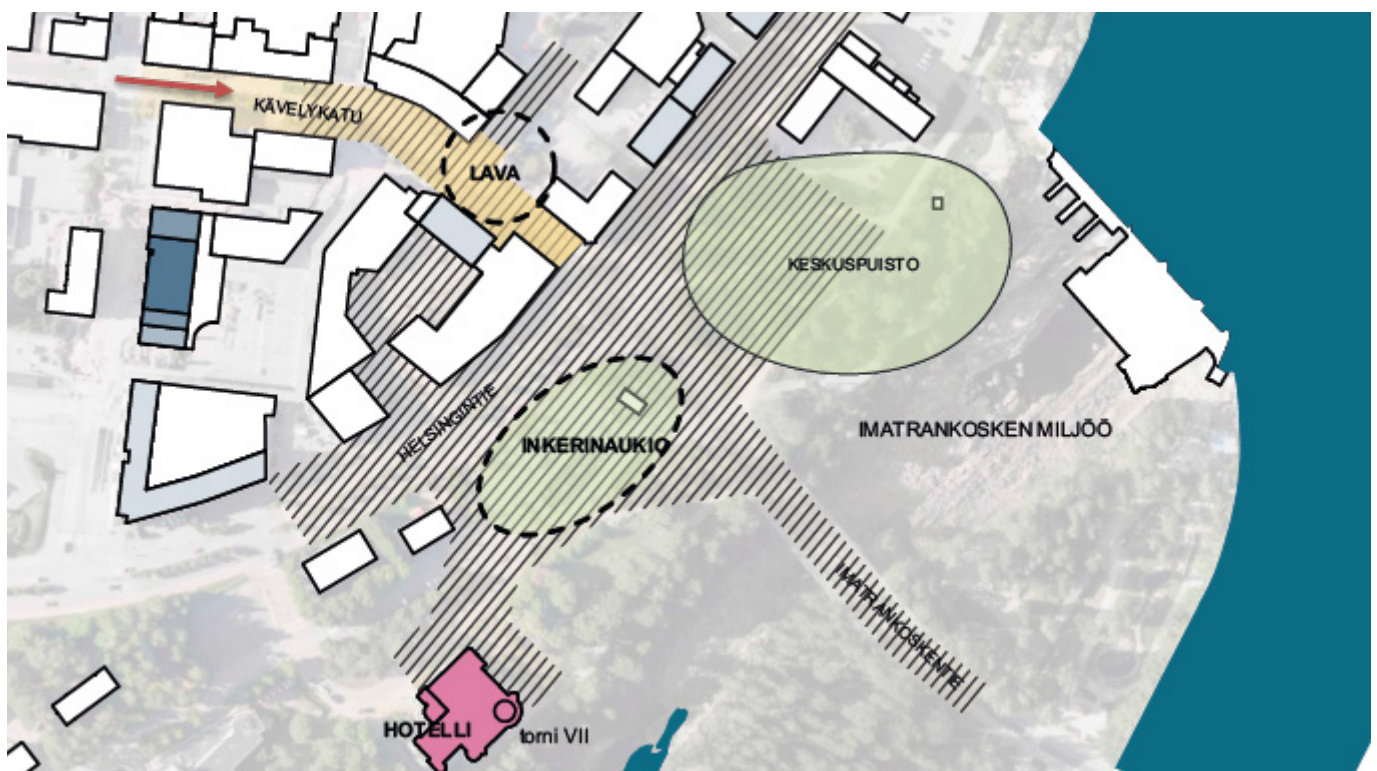 KÄVELYKATU
LAVA
KESKUSPUISTO
HELSINGINTIE
INKERINAUKIO
IMATRANKOSKEN MILJÖÖ
IMATRANKOSKENTIE
HOTELLI
torni VII